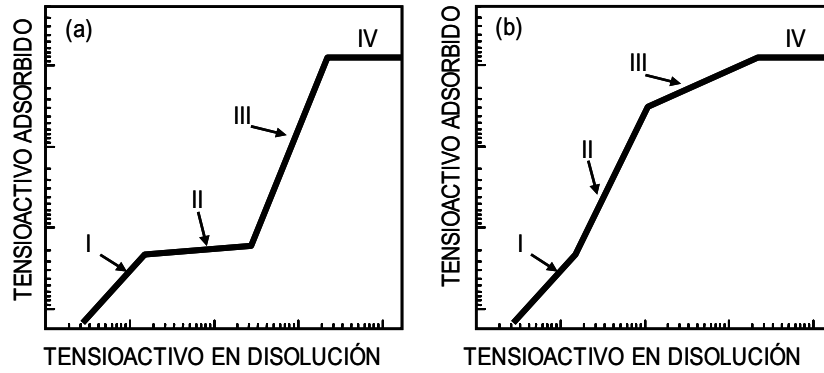 (a)
IV
III
II
I
TENSIOACTIVO ADSORBIDO
TENSIOACTIVO EN DISOLUCIÓN
(b)
IV
III
II
I
TENSIOACTIVO ADSORBIDO
TENSIOACTIVO EN DISOLUCIÓN